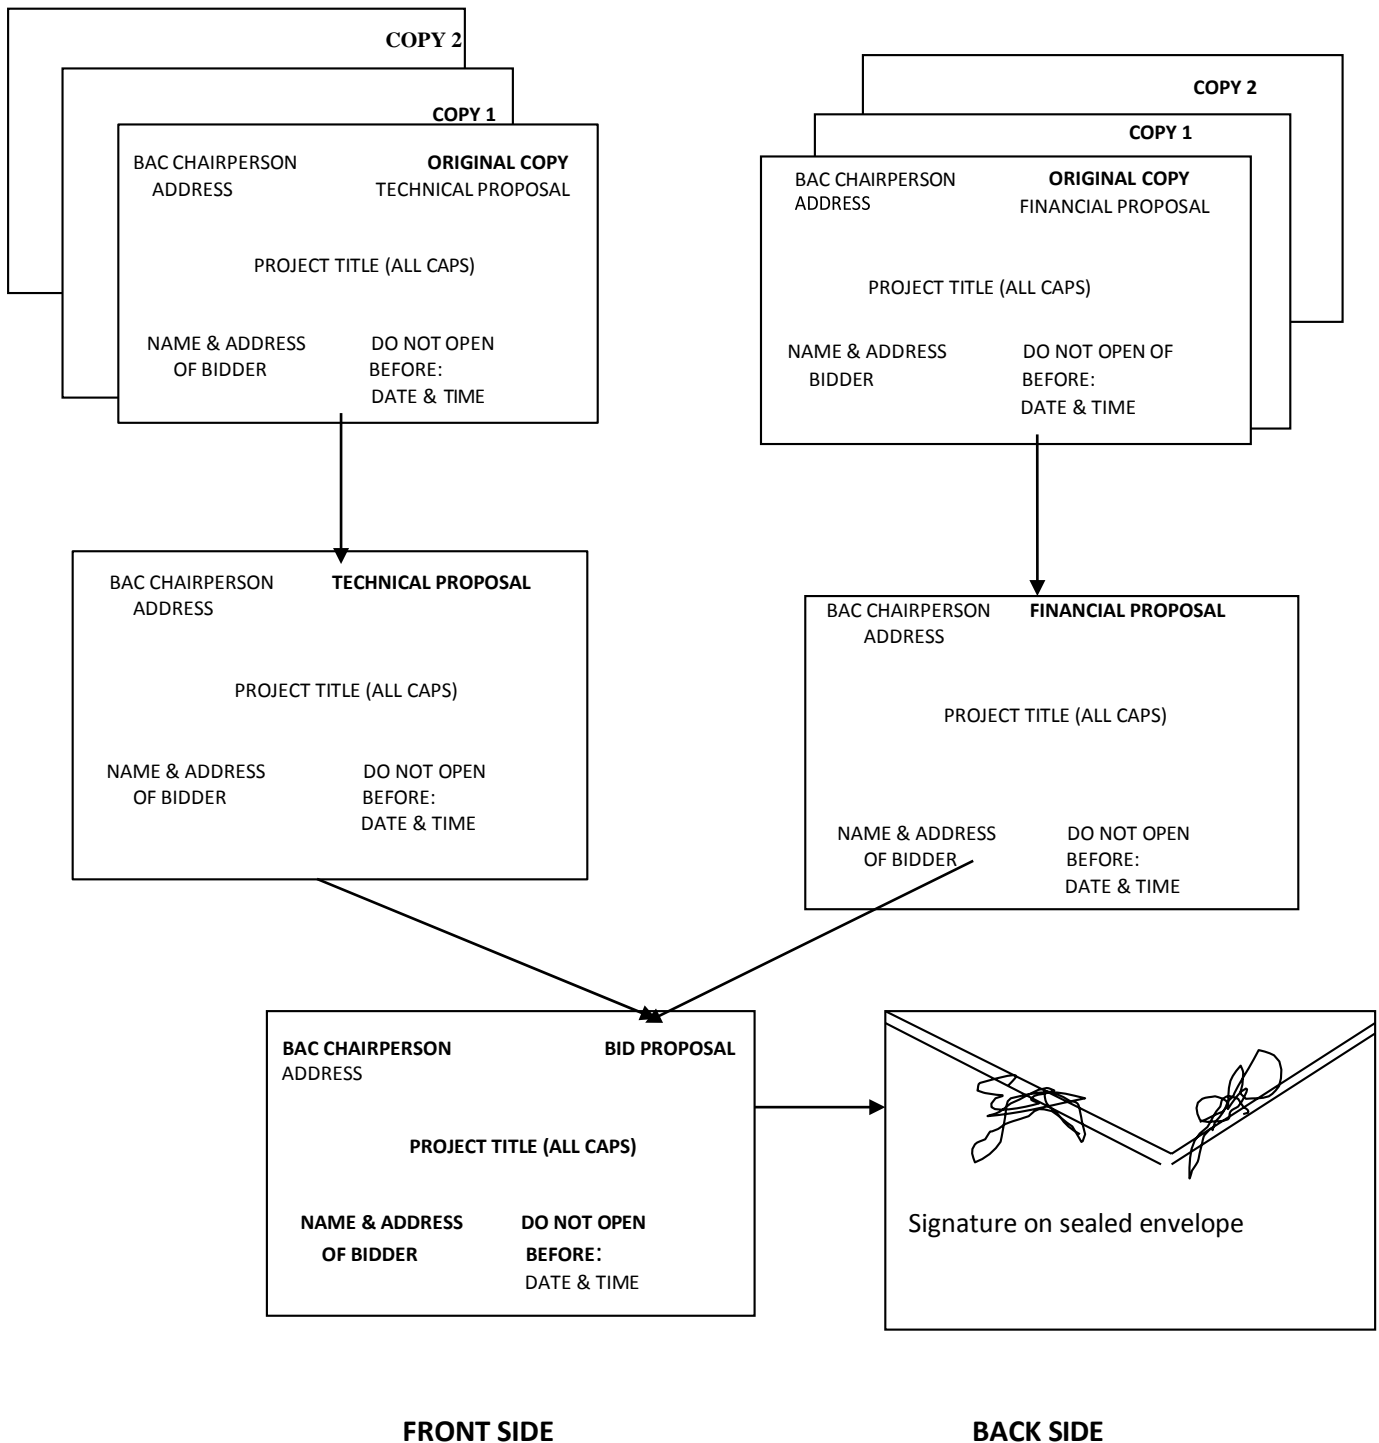 COPY 2
COPY 1
BAC CHAIRPERSON ORIGINAL COPY
ADDRESS TECHNICAL PROPOSAL
PROJECT TITLE (ALL CAPS)
NAME & ADDRESS DO NOT OPEN
OF BIDDER BEFORE:
DATE & TIME
COPY 2
COPY 1
BAC CHAIRPERSON ORIGINAL COPY
ADDRESS FINANCIAL PROPOSAL
PROJECT TITLE (ALL CAPS)
NAME & ADDRESS DO NOT OPEN OF
BIDDER BEFORE:
DATE & TIME
BAC CHAIRPERSON TECHNICAL PROPOSAL
ADDRESS
PROJECT TITLE (ALL CAPS)
NAME & ADDRESS DO NOT OPEN
OF BIDDER BEFORE:
DATE & TIME
BAC CHAIRPERSON FINANCIAL PROPOSAL
ADDRESS
PROJECT TITLE (ALL CAPS)
NAME & ADDRESS DO NOT OPEN
OF BIDDER BEFORE:
DATE & TIME
BAC CHAIRPERSON BID PROPOSAL
ADDRESS
PROJECT TITLE (ALL CAPS)
NAME & ADDRESS DO NOT OPEN
OF BIDDER BEFORE:
DATE & TIME
Signature on sealed envelope
FRONT SIDE BACK SIDE